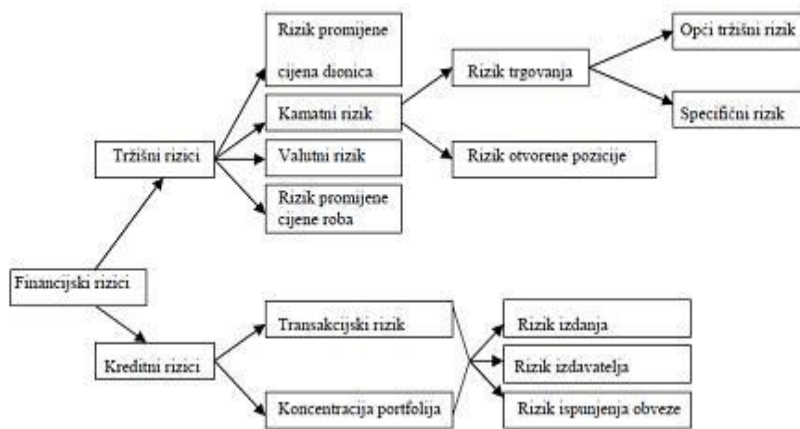 Rizik promijene
cijena dionica
Opći tržišni rizik
Rizik trgovanja
Kamatni rizik
Specifični rizik
Tržišni rizici
Valutni rizik
Rizik otvorene pozicije
Rizik promijene
cijene roba
Financijski rizici
Transakcijski rizik
Rizik izdanja
Kreditni rizici
Rizik izdavatelja
Koncentracija portfolija
Rizik ispunjenja obveze